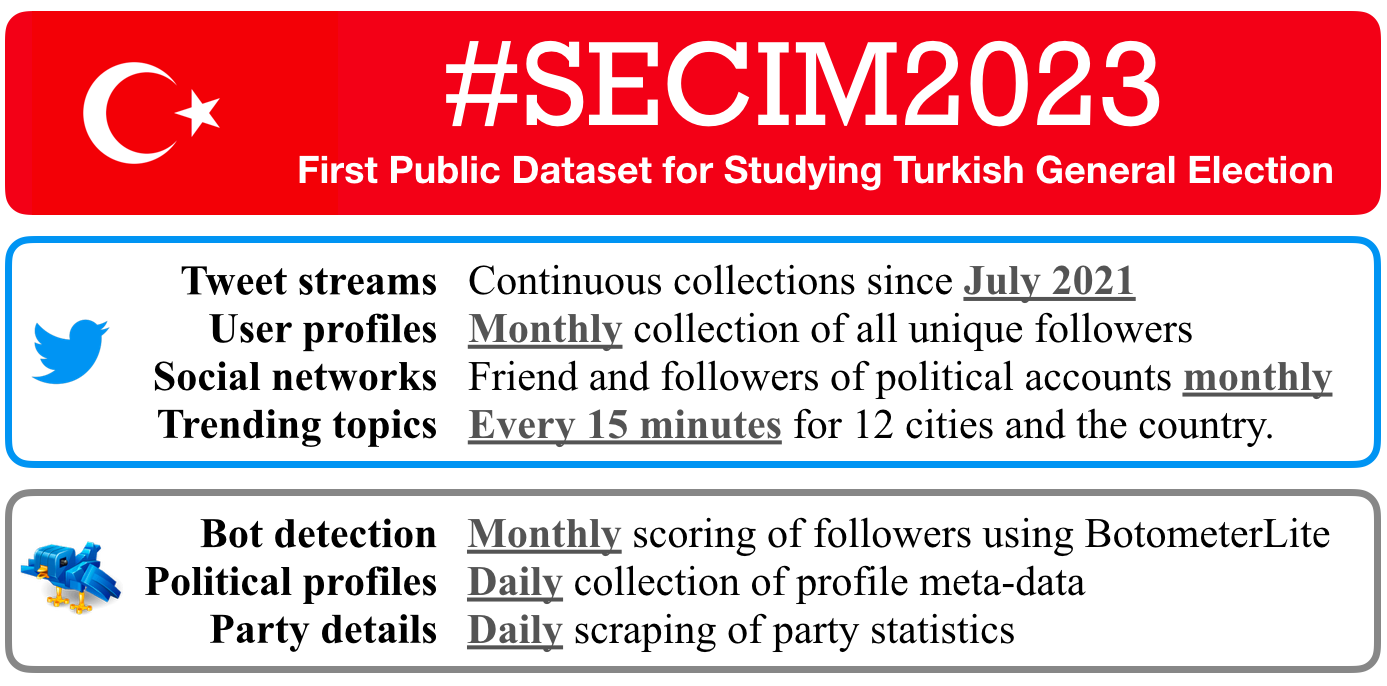 #SECIM2023
First Public Dataset for Studying Turkish General Election
Tweet streams Continuous collections since July 2021
User profiles Monthly collection of all unique followers
Social networks Friend and followers of political accounts monthly
Trending topics Every 15 minutes for 12 cities and the country.
Bot detection Monthly scoring of followers using BotometerLite
Political profiles Daily collection of profile meta-data
Party details Daily scraping of party statistics